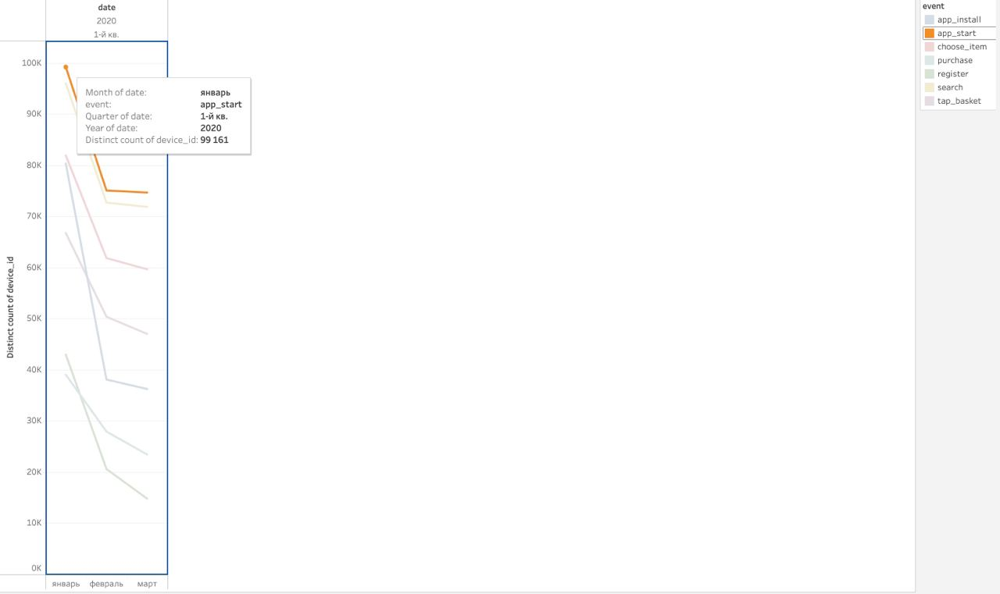 date
2020
1-й кв.
100K
90K
80K
70K
60K
50K
40K
30K
20K
10K
0K
Distinct count of device_id
январь февраль март
Month of date: январь
event: app_start
Quarter of date: 1-й кв.
Year of date: 2020
Distinct count of device_id: 99 161
event
app_install
app_start
choose_item
purchase
register
search
tap_basket